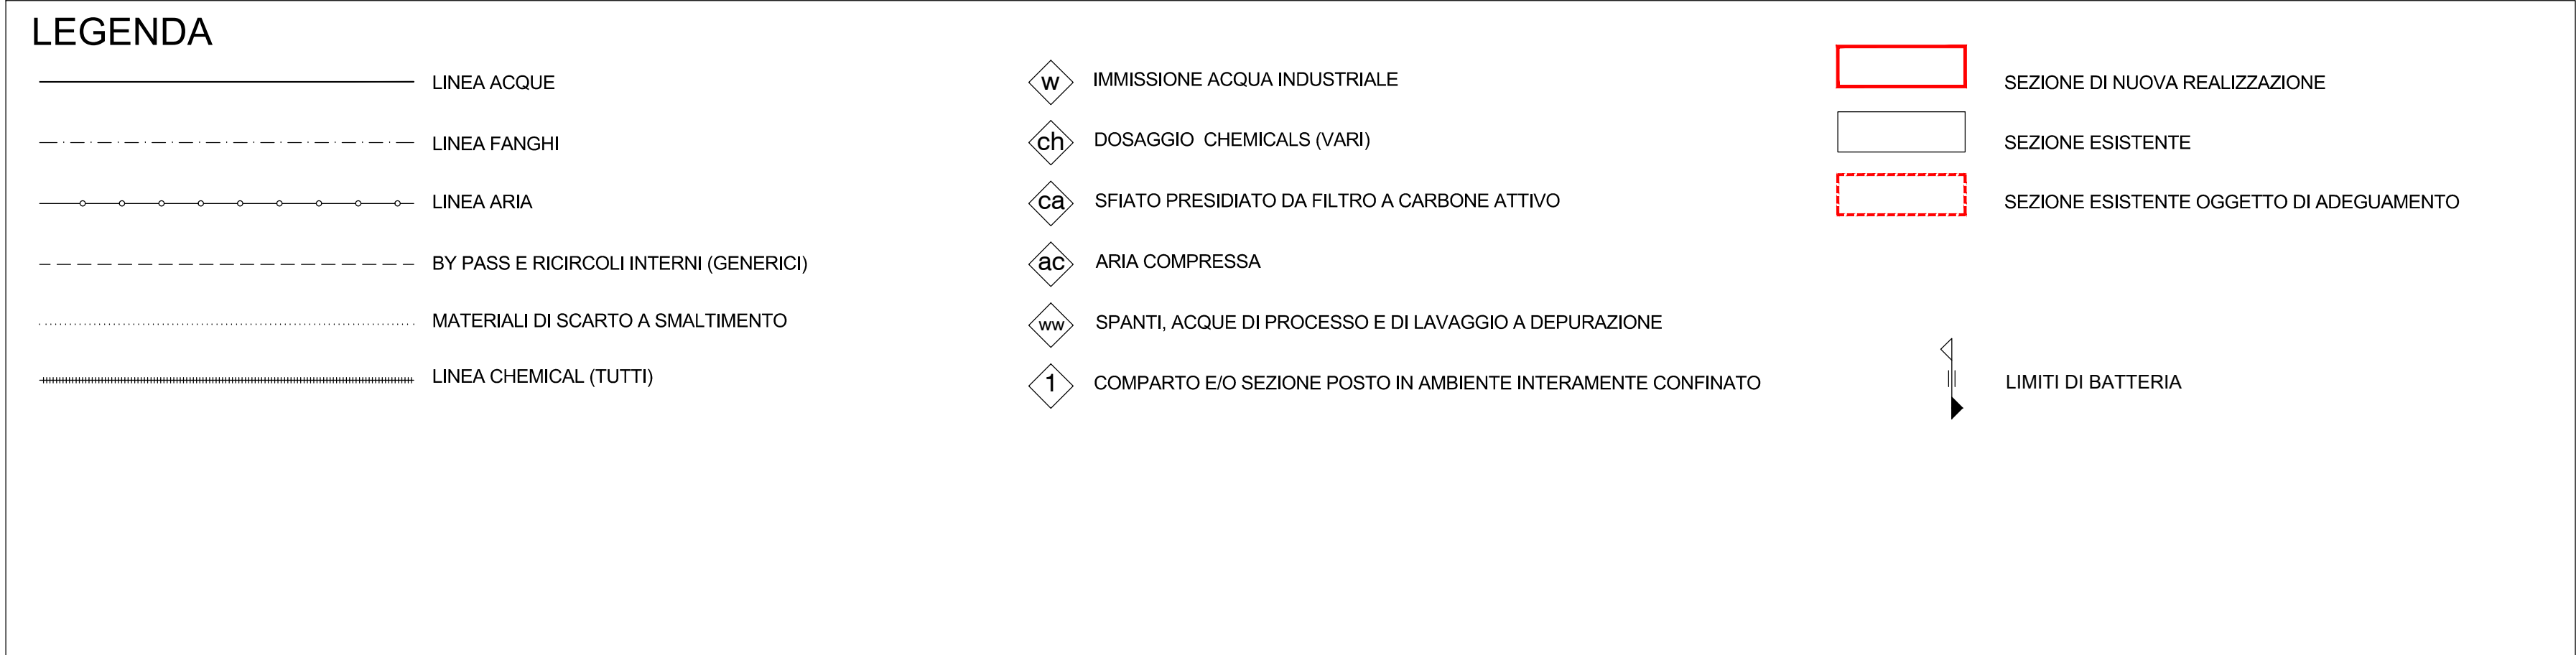 LEGENDA
LINEA ACQUE
LINEA FANGHI
LINEA ARIA
BY PASS E RICIRCOLI INTERNI (GENERICI)
MATERIALI DI SCARTO A SMALTIMENTO
LINEA CHEMICAL (TUTTI)
w IMMISSIONE ACQUA INDUSTRIALE
ch DOSAGGIO CHEMICALS (VARI)
ca SFIATO PRESIDIATO DA FILTRO A CARBONE ATTIVO
ac ARIA COMPRESSA
ww SPANTI, ACQUE DI PROCESSO E DI LAVAGGIO A DEPURAZIONE
1 COMPARTO E/O SEZIONE POSTO IN AMBIENTE INTERAMENTE CONFINATO
SEZIONE DI NUOVA REALIZZAZIONE
SEZIONE ESISTENTE
SEZIONE ESISTENTE OGGETTO DI ADEGUAMENTO
LIMITI DI BATTERIA